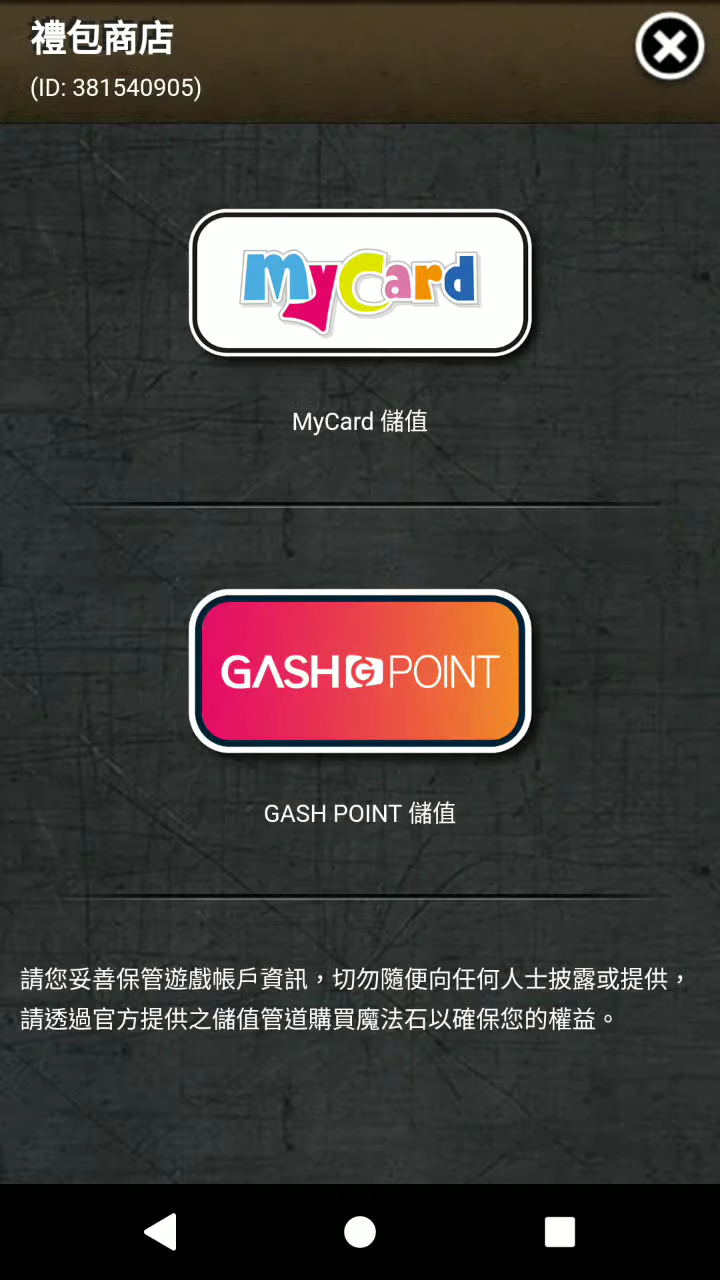 禮包商店
(ID: 381540905)
MyCard
MyCard 儲值
GASH POINT
GASH POINT 儲值
請您妥善保管遊戲帳戶資訊，切勿隨便向任何人士披露或提供，
請透過官方提供之儲值管道購買魔法石以確保您的權益。